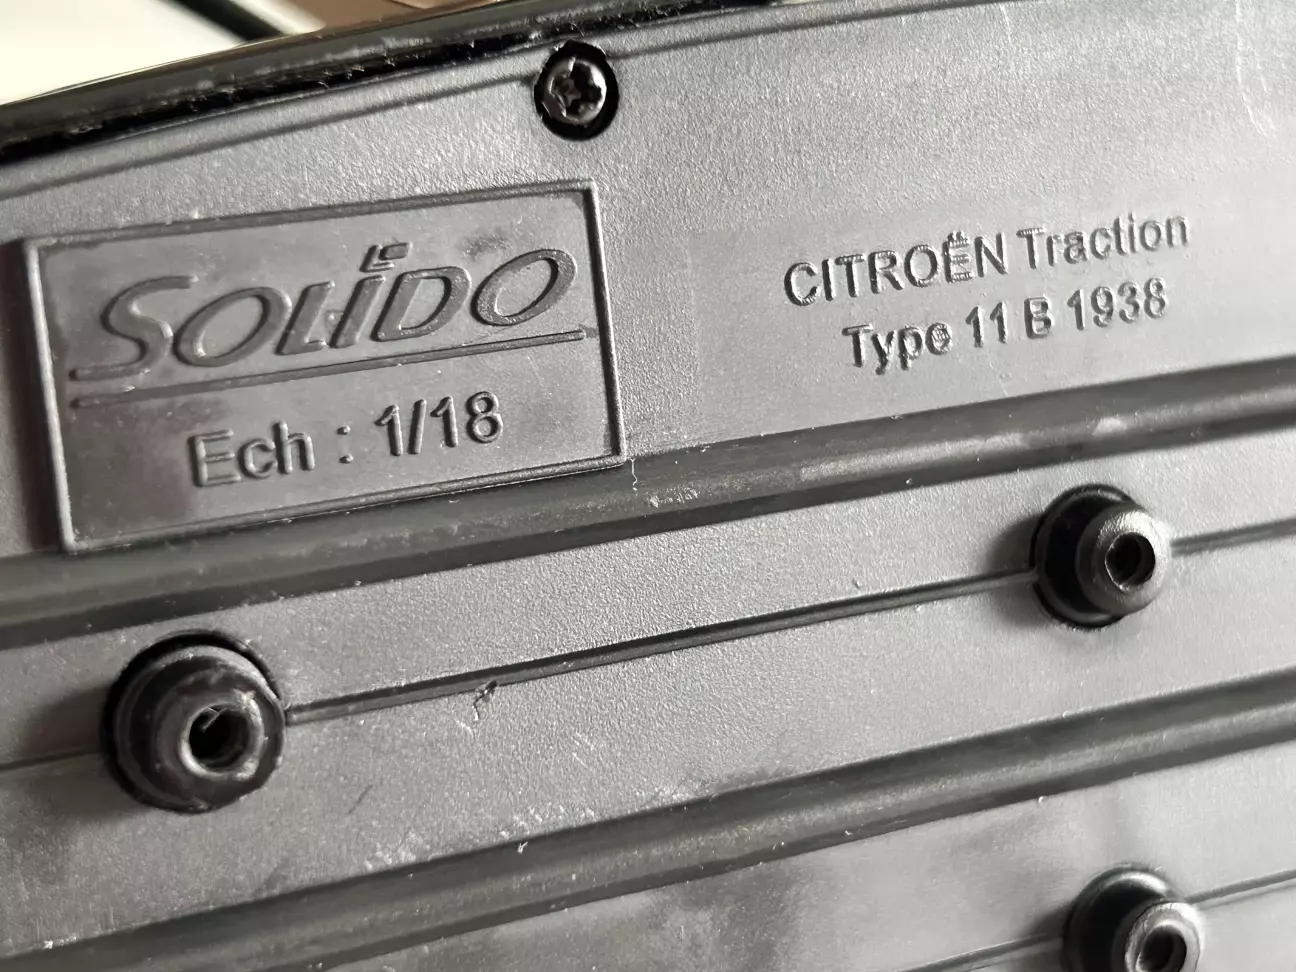 SOLIDO
Ech : 1/18
CITROËN Traction
Type 11 B 1938